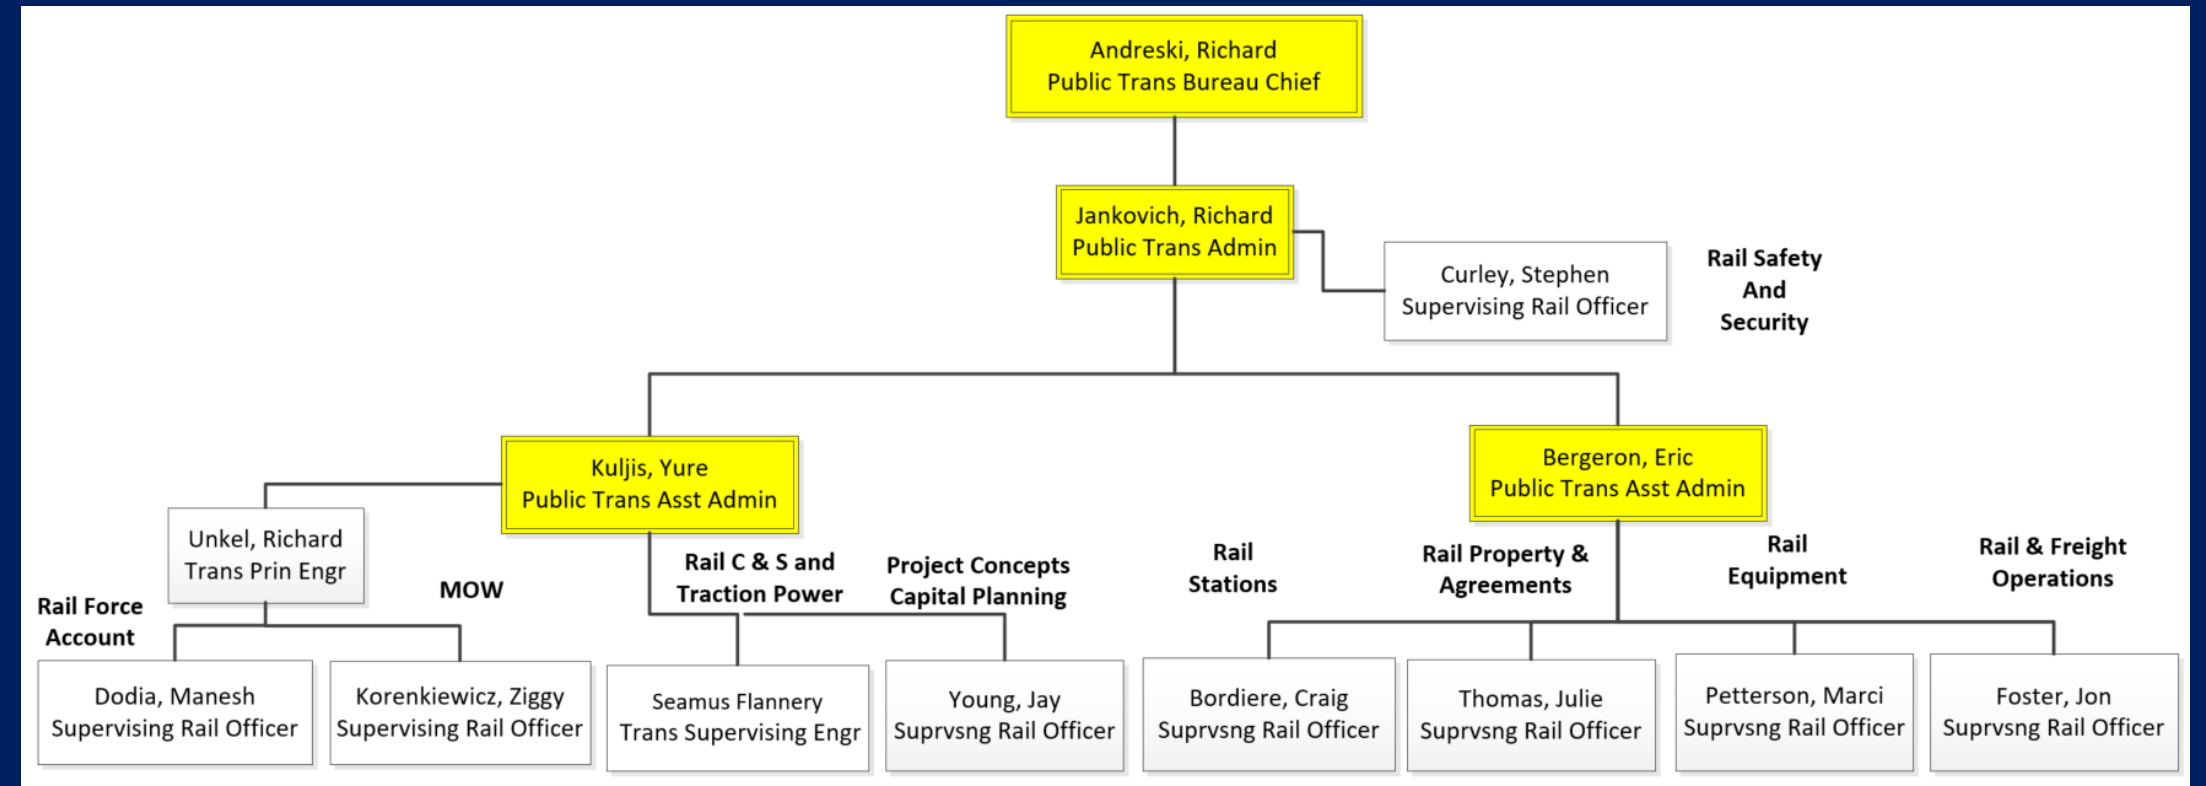 Andreski, Richard
Public Trans Bureau Chief
Jankovich, Richard
Public Trans Admin
Curley, Stephen
Supervising Rail Officer
Rail Safety
And
Security
Kuljis, Yure
Public Trans Asst Admin
Bergeron, Eric
Public Trans Asst Admin
Unkel, Richard
Trans Prin Engr
Rail Force
Account
MOW
Rail C & S and
Traction Power
Project Concepts
Capital Planning
Rail
Stations
Rail Property &
Agreements
Rail
Equipment
Rail & Freight
Operations
Dodia, Manesh
Supervising Rail Officer
Korenkiewicz, Ziggy
Supervising Rail Officer
Seamus Flannery
Trans Supervising Engr
Young, Jay
Suprvsng Rail Officer
Bordiere, Craig
Suprvsng Rail Officer
Thomas, Julie
Suprvsng Rail Officer
Petterson, Marci
Suprvsng Rail Officer
Foster, Jon
Suprvsng Rail Officer